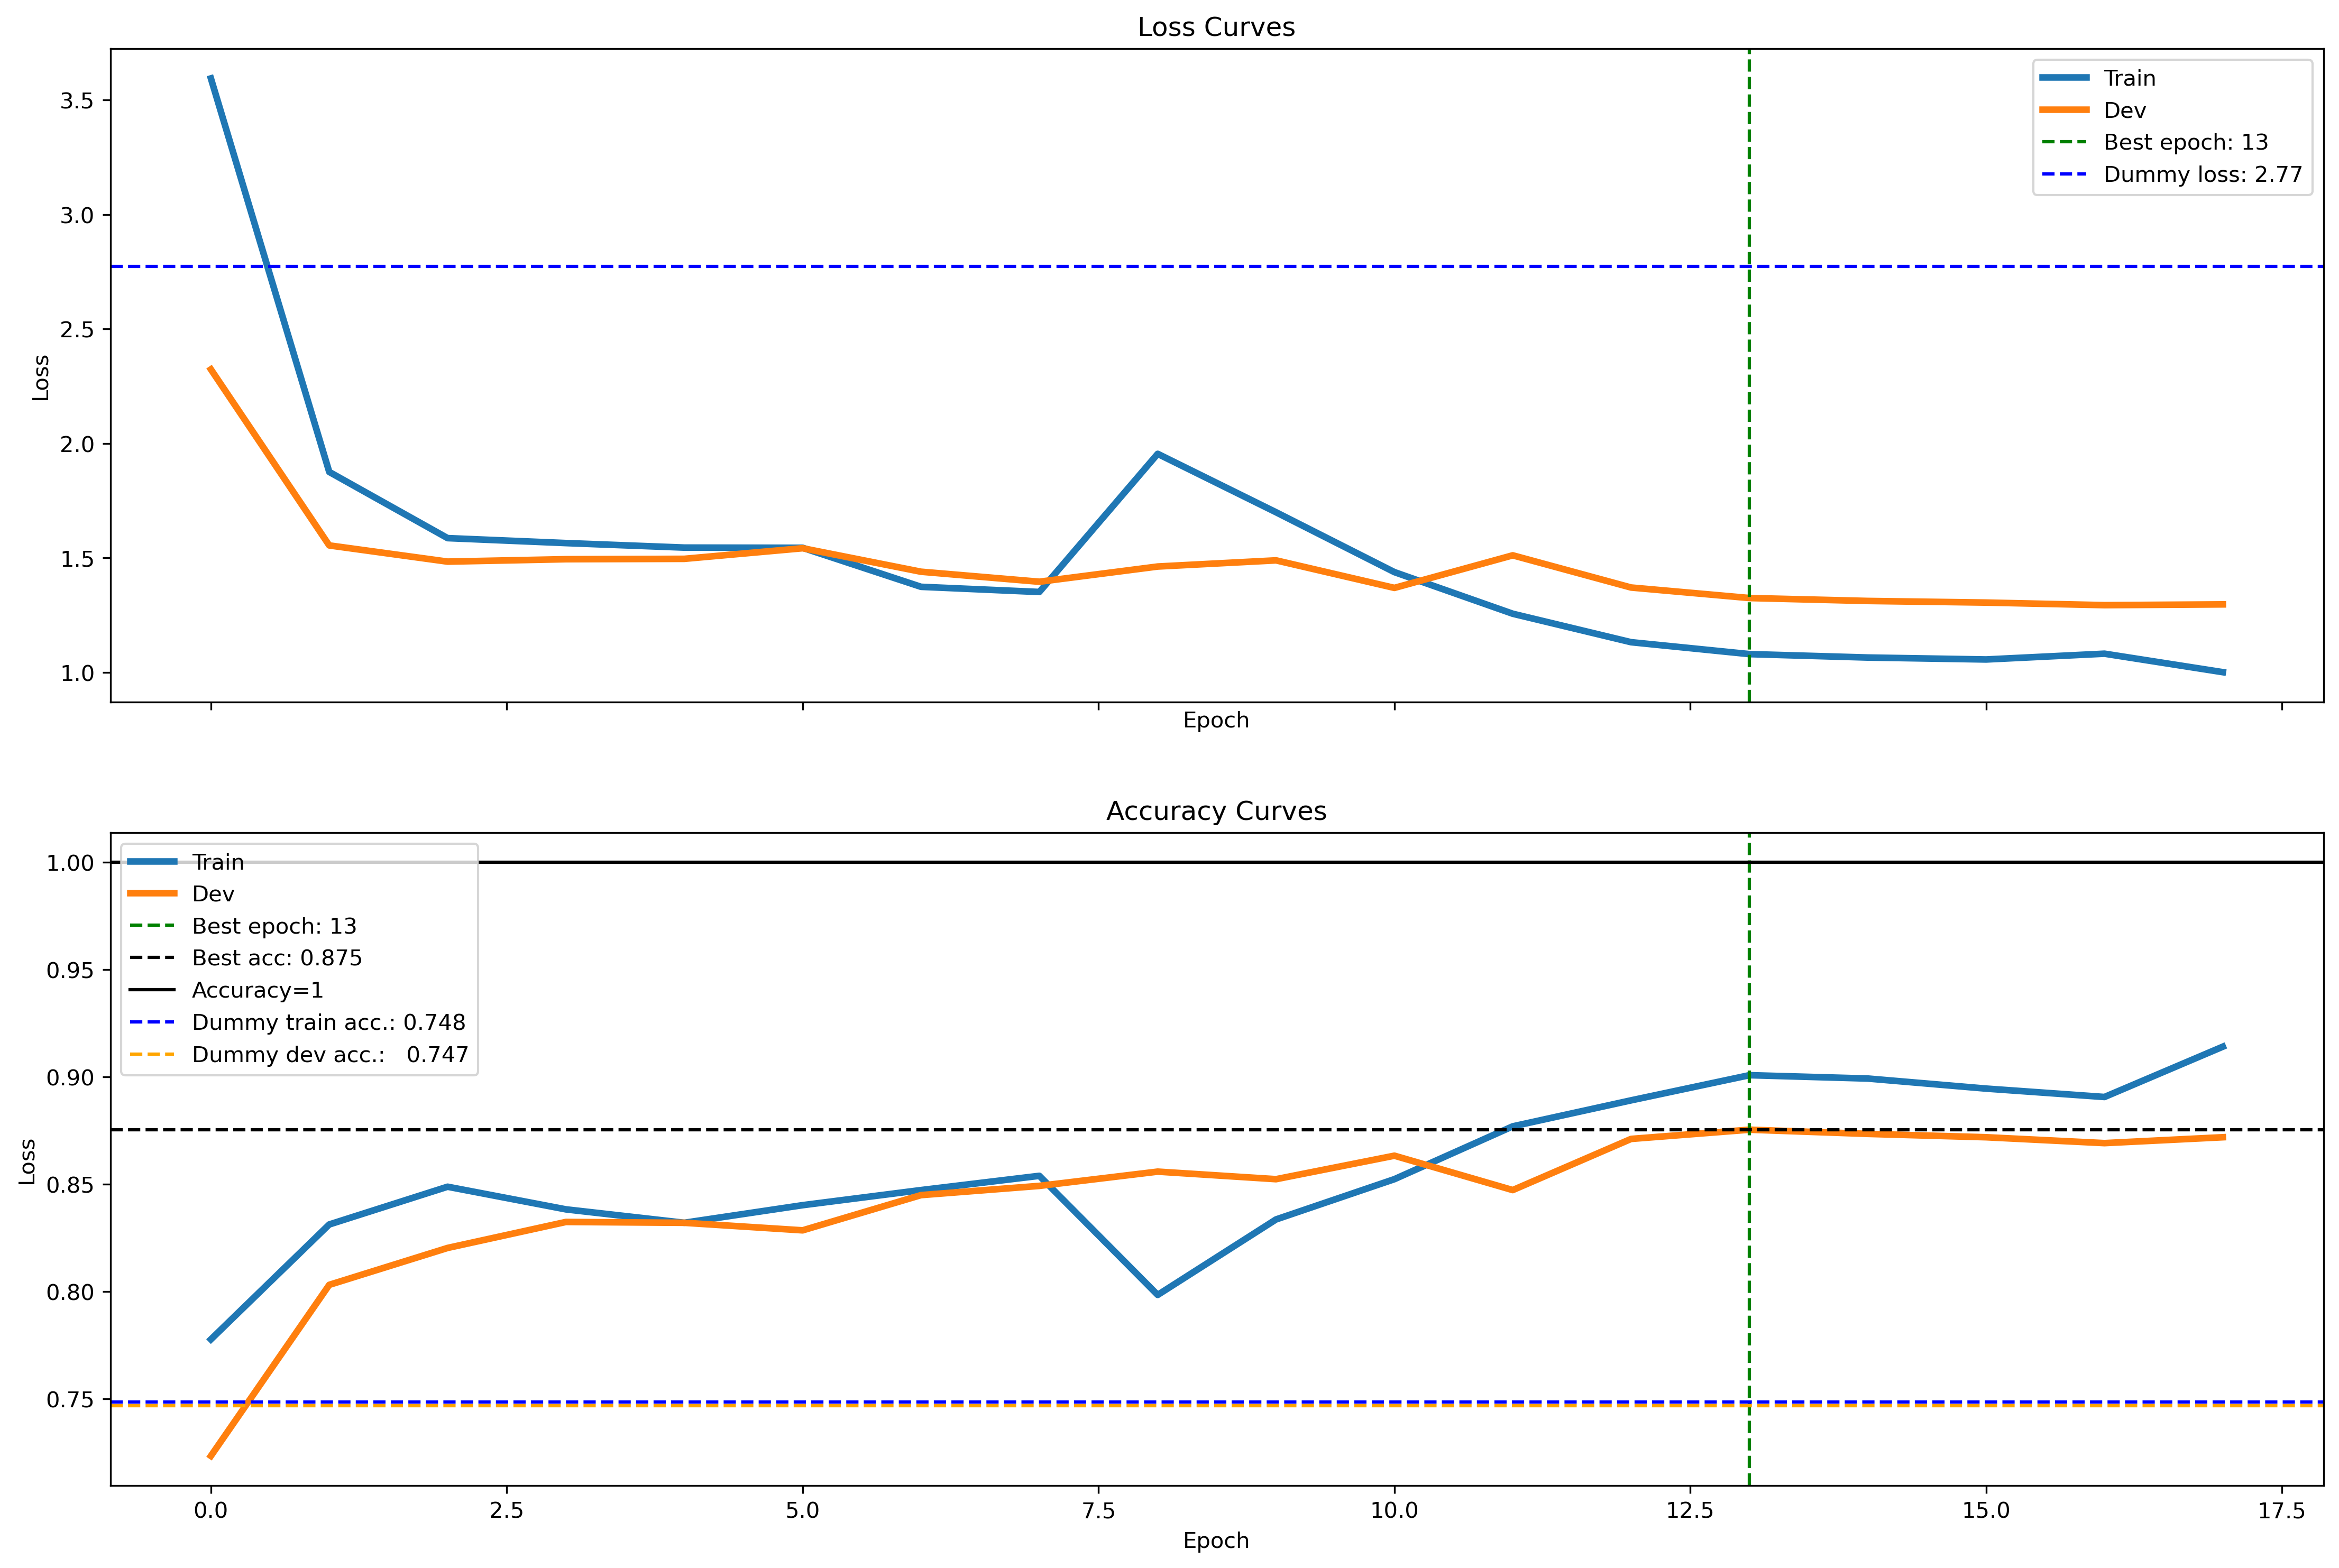 Loss Curves
3.5
3.0
2.5
2.0
1.5
1.0
Loss
Train
Dev
Best epoch: 13
Dummy loss: 2.77
Epoch
Accuracy Curves
1.00
0.95
0.90
0.85
0.80
0.75
Loss
Train
Dev
Best epoch: 13
Best acc: 0.875
Accuracy=1
Dummy train acc.: 0.748
Dummy dev acc.:   0.747
0.0 2.5 5.0 7.5 10.0 12.5 15.0 17.5
Epoch